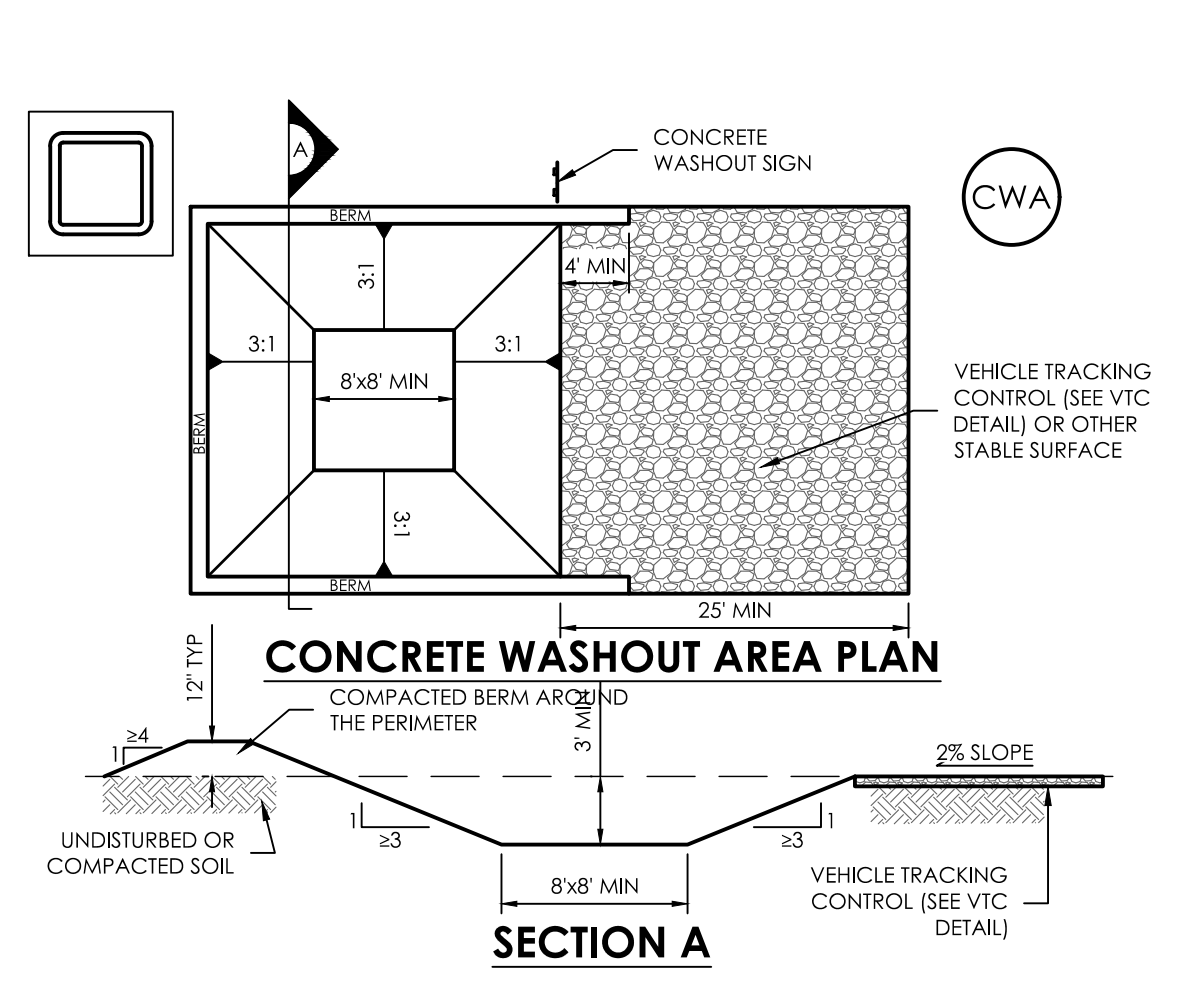 A
CONCRETE
WASHOUT SIGN
CWA
BERM
3:1
4' MIN
3:1
3:1
8'x8' MIN
BERM
VEHICLE TRACKING
CONTROL (SEE VTC
DETAIL) OR OTHER
STABLE SURFACE
3:1
BERM
25' MIN
CONCRETE WASHOUT AREA PLAN
12" TYP
COMPACTED BERM AROUND
THE PERIMETER
3' MIN
≥4
1
2% SLOPE
1
≥3
1
≥3
UNDISTURBED OR
COMPACTED SOIL
8'x8' MIN
VEHICLE TRACKING
CONTROL (SEE VTC
DETAIL)
SECTION A